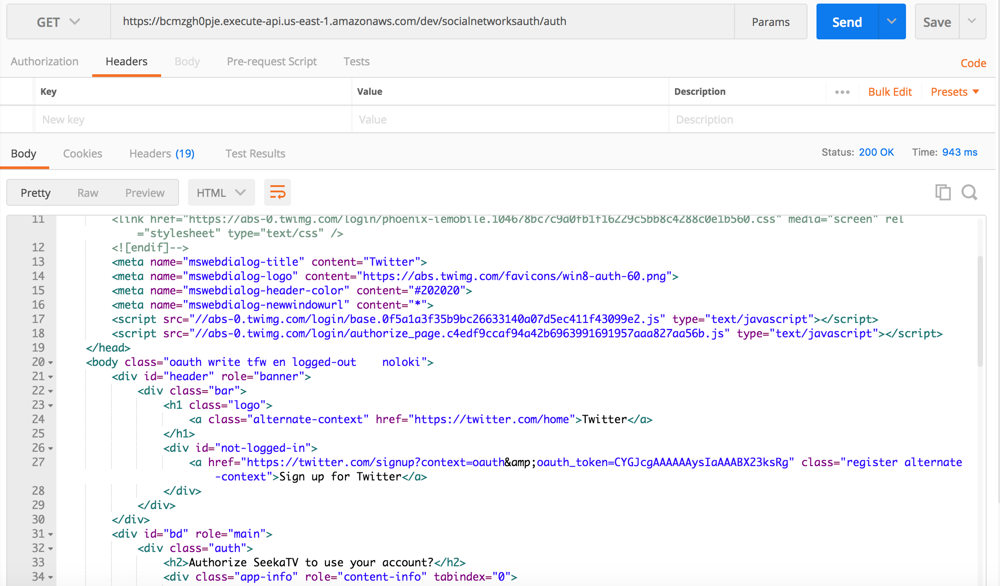 GET https://bcmzgh0pje.execute-api.us-east-1.amazonaws.com/dev/socialnetworksauth/auth Params Send Save
Authorization Headers Body Pre-request Script Tests Code
Key Value Description ••• Bulk Edit Presets
New key Value Description
Body Cookies Headers (19) Test Results Status: 200 OK Time: 943 ms
Pretty Raw Preview HTML
11 <link href="https://abs-0.twimg.com/login/phoenix-iemobile.104678bc7c9a0fb1f16229c5bb8c4288c0e1b560.css" media="screen" rel
="stylesheet" type="text/css" />
12 <![endif]-->
13 <meta name="mswebdialog-title" content="Twitter">
14 <meta name="mswebdialog-logo" content="https://abs.twimg.com/favicons/win8-auth-60.png">
15 <meta name="mswebdialog-header-color" content="#202020">
16 <meta name="mswebdialog-newwindowurl" content="*">
17 <script src="//abs-0.twimg.com/login/base.0f5a1a3f35b9bc26633140a07d5ec411f43099e2.js" type="text/javascript"></script>
18 <script src="//abs-0.twimg.com/login/authorize_page.c4edf9ccaf94a42b6963991691957aaa827aa56b.js" type="text/javascript"></script>
19 </head>
20 <body class="oauth write tfw en logged-out    noloki">
21 <div id="header" role="banner">
22 <div class="bar">
23 <h1 class="logo">
24 <a class="alternate-context" href="https://twitter.com/home">Twitter</a>
25 </h1>
26 <div id="not-logged-in">
27 <a href="https://twitter.com/signup?context=oauth&amp;oauth_token=CYGJcgAAAAAAysIaAAABX23ksRg" class="register alternate
-context">Sign up for Twitter</a>
28 </div>
29 </div>
30 </div>
31 <div id="bd" role="main">
32 <div class="auth">
33 <h2>Authorize SeekaTV to use your account?</h2>
34 <div class="app-info" role="content-info" tabindex="0">